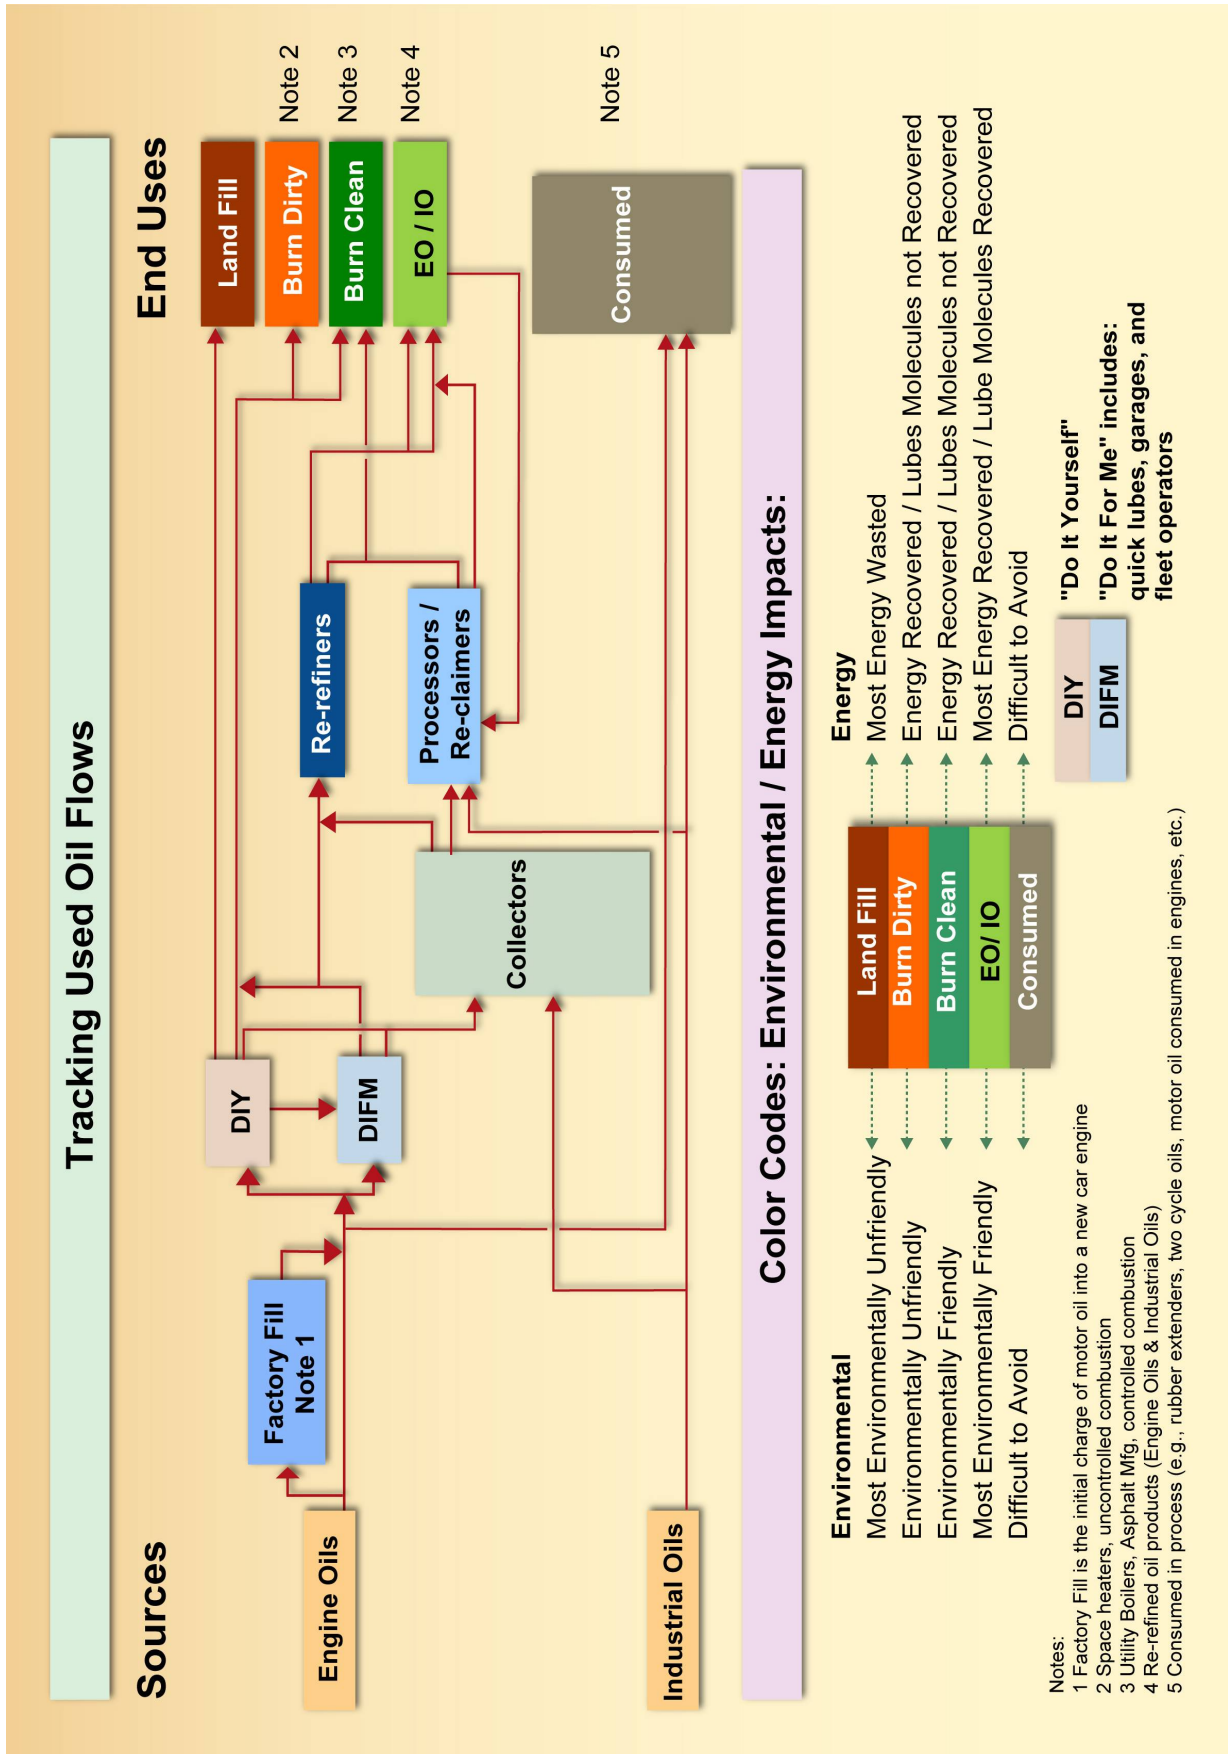 Tracking Used Oil Flows
Sources
End Uses
Engine Oils
Factory Fill
Note 1
DIY
DIFM
Re-refiners
Processors /
Re-claimers
Collectors
Industrial Oils
Land Fill
Burn Dirty
Note 2
Burn Clean
Note 3
EO / IO
Note 4
Consumed
Note 5
Color Codes: Environmental / Energy Impacts:
Environmental
Most Environmentally Unfriendly
Environmentally Unfriendly
Environmentally Friendly
Most Environmentally Friendly
Difficult to Avoid
Land Fill
Burn Dirty
Burn Clean
EO/ IO
Consumed
Energy
Most Energy Wasted
Energy Recovered / Lubes Molecules not Recovered
Energy Recovered / Lubes Molecules not Recovered
Most Energy Recovered / Lube Molecules Recovered
Difficult to Avoid
DIY
"Do It Yourself"
DIFM
"Do It For Me" includes:
quick lubes, garages, and
fleet operators
Notes:
1 Factory Fill is the initial charge of motor oil into a new car engine
2 Space heaters, uncontrolled combustion
3 Utility Boilers, Asphalt Mfg, controlled combustion
4 Re-refined oil products (Engine Oils & Industrial Oils)
5 Consumed in process (e.g., rubber extenders, two cycle oils, motor oil consumed in engines, etc.)